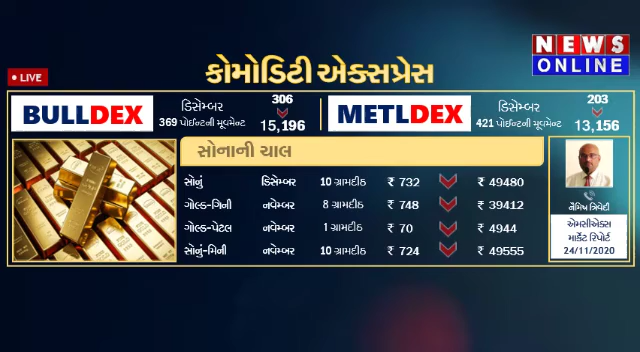 NEWS
ONLINE
LIVE
કોમોડિટી એક્સપ્રેસ
BULLDEX
ડિસેમ્બર 306
369 પોઈન્ટની મૂવમેન્ટ 15,196
METLDEX
ડિસેમ્બર 203
421 પોઈન્ટની મૂવમેન્ટ 13,156
સોનાની ચાલ
સોનું ડિસેમ્બર 10 ગ્રામદીઠ ₹ 732 ₹ 49480
ગોલ્ડ-ગિની નવેમ્બર 8 ગ્રામદીઠ ₹ 748 ₹ 39412
ગોલ્ડ-પેટલ નવેમ્બર 1 ગ્રામદીઠ ₹ 70 ₹ 4944
સોનું-મિની નવેમ્બર 10 ગ્રામદીઠ ₹ 724 ₹ 49555
નૈમિષ ત્રિવેદી
એમસીએક્સ
માર્કેટ રિપોર્ટ
24/11/2020